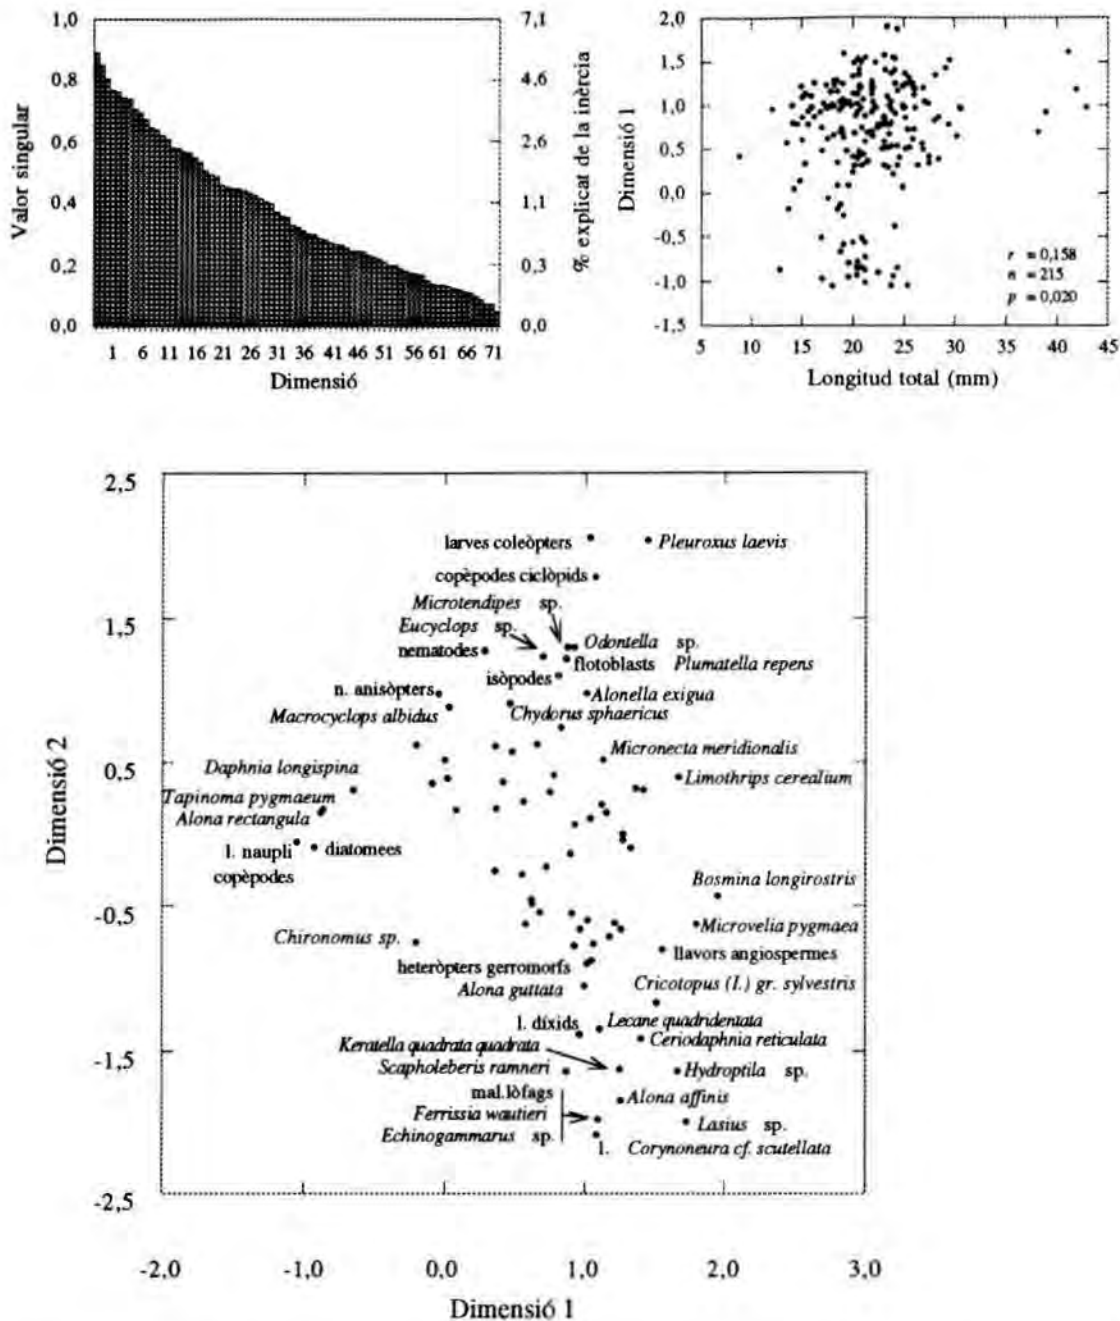 1,0
0,8
0,6
0,4
0,2
0,0
Valor singular
7,1
4,6
2,6
1,1
0,3
0,0
% explicat de la inèrcia
1 6 11 16 21 26 31 36 41 46 51 56 61 66 71
Dimensió
2,0
1,5
1,0
0,5
0,0
-0,5
-1,0
-1,5
Dimensió 1
r = 0,158
n = 215
p = 0,020
5 10 15 20 25 30 35 40 45
Longitud total (mm)
2,5
1,5
0,5
-0,5
-1,5
-2,5
Dimensió 2
larves coleòpters
Pleuroxus laevis
copèpodes ciclòpids
Microtendipes sp.
Eucyclops sp.
Odontella sp.
nematodes
flotoblasts Plumatella repens
isòpodes
n. anisòpters
Alonella exigua
Macrocyclops albidus
Chydorus sphaericus
Micronecta meridionalis
Daphnia longispina
Limothrips cerealium
Tapinoma pygmaeum
Alona rectangula
l. naupli
copèpodes
diatomees
Bosmina longirostris
Microvelia pygmaea
Chironomus sp.
llavors angiospermes
heteròpters gerromorfs
Cricotopus (I.) gr. sylvestris
Alona guttata
l. díxids
Lecane quadridentata
Ceriodaphnia reticulata
Keratella quadrata quadrata
Scapholeberis ramneri
Hydroptila sp.
mal.lòfags
Alona affinis
Ferrissia wautieri
Lasius sp.
Echinogammarus sp.
l. Corynoneura cf. scutellata
-2,0 -1,0 0,0 1,0 2,0 3,0
Dimensió 1